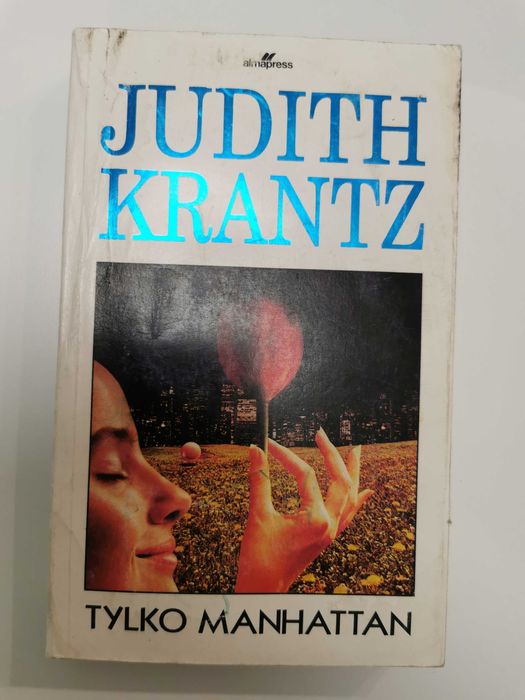 almapress
JUDITH
KRANTZ
TYLKO MANHATTAN